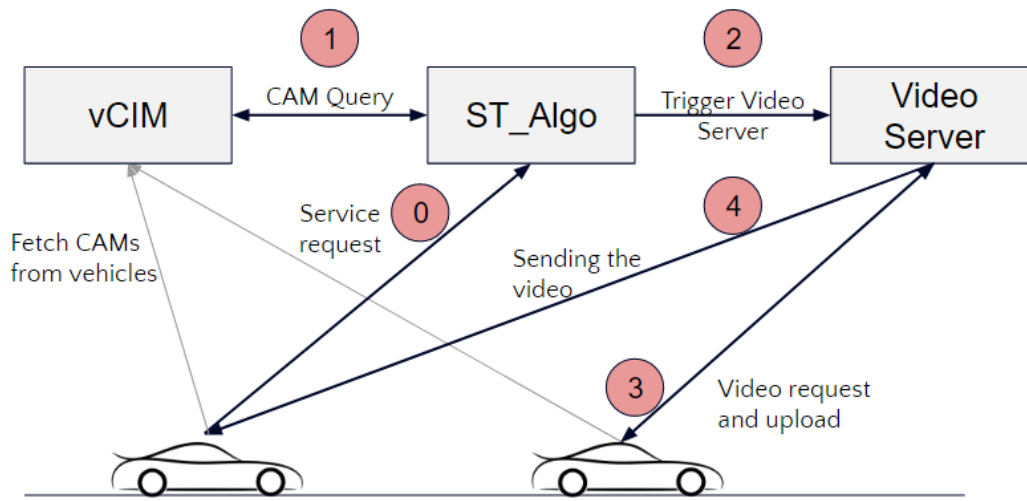 1
2
vCIM
CAM Query
ST_Algo
Trigger Video
Server
Video
Server
Fetch CAMs
from vehicles
Service
request
0
4
Sending the
video
3
Video request
and upload